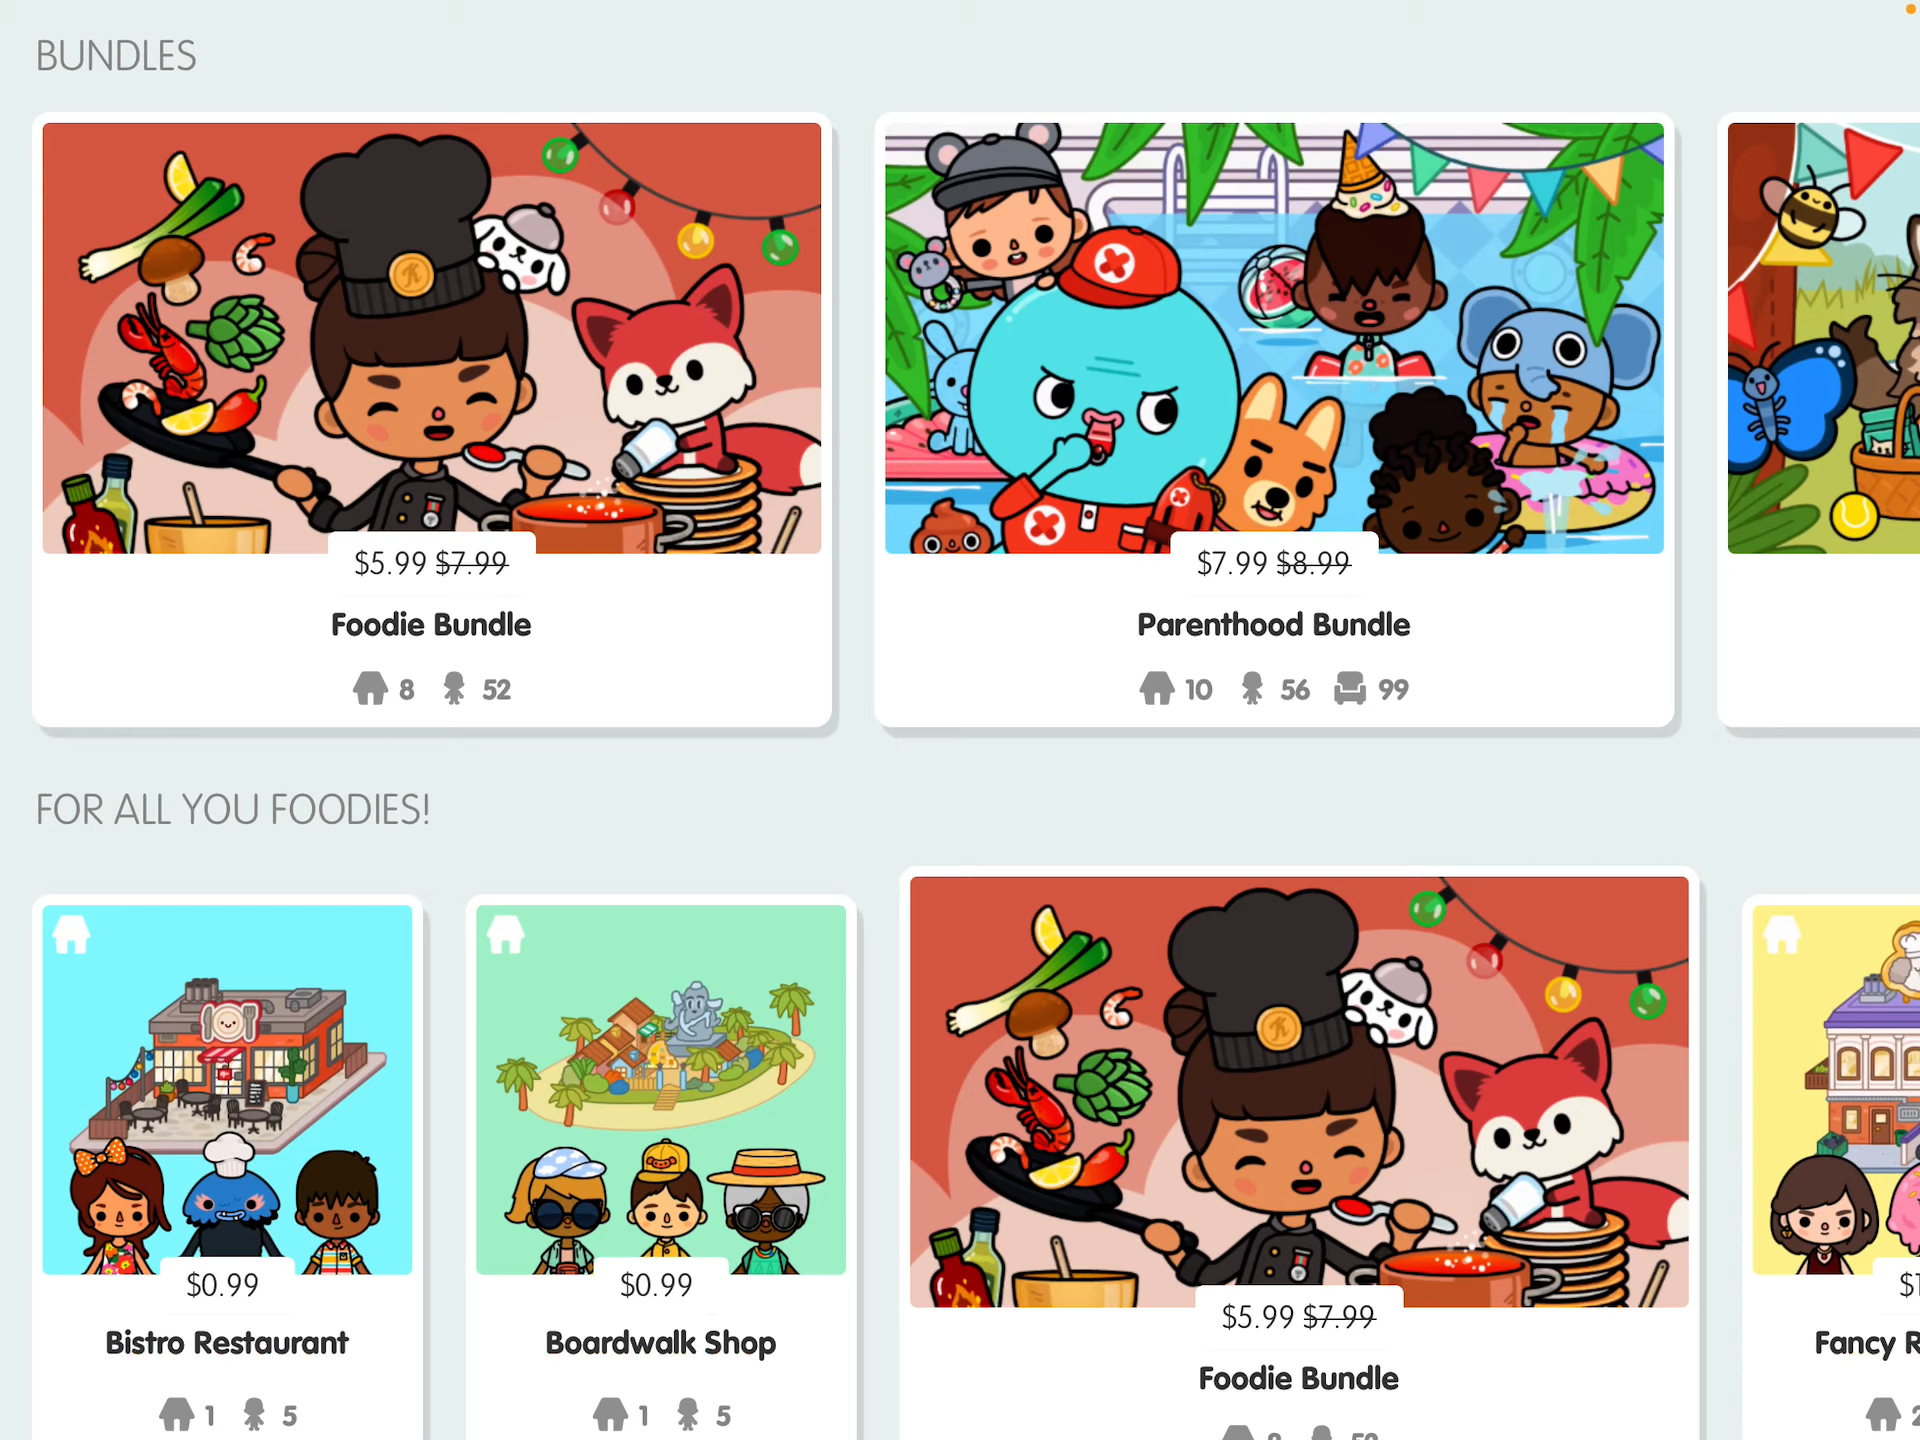 BUNDLES
$5.99 $7.99
Foodie Bundle
8 52
$7.99 $8.99
Parenthood Bundle
10 56 99
FOR ALL YOU FOODIES!
$0.99
Bistro Restaurant
1 5
$0.99
Boardwalk Shop
1 5
$5.99 $7.99
Foodie Bundle
Fancy